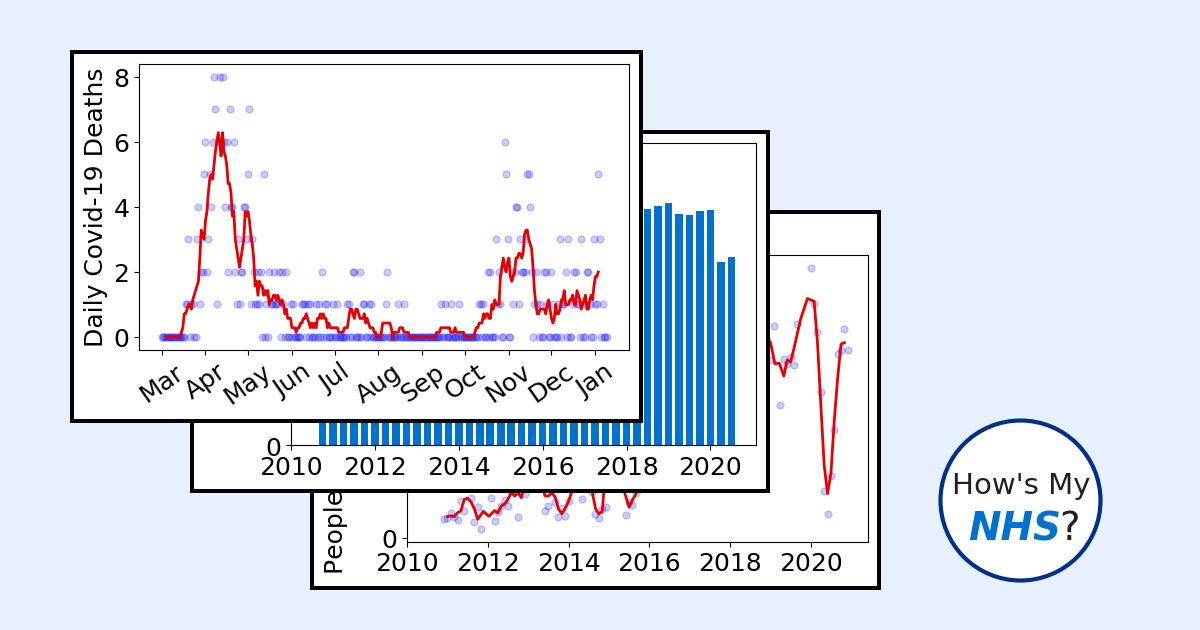 Daily Covid-19 Deaths
8
6
4
2
0
Mar Apr May Jun Jul Aug Sep Oct Nov Dec Jan
0
2010 2012 2014 2016 2018 2020
People
0
2010 2012 2014 2016 2018 2020
How's My
NHS?